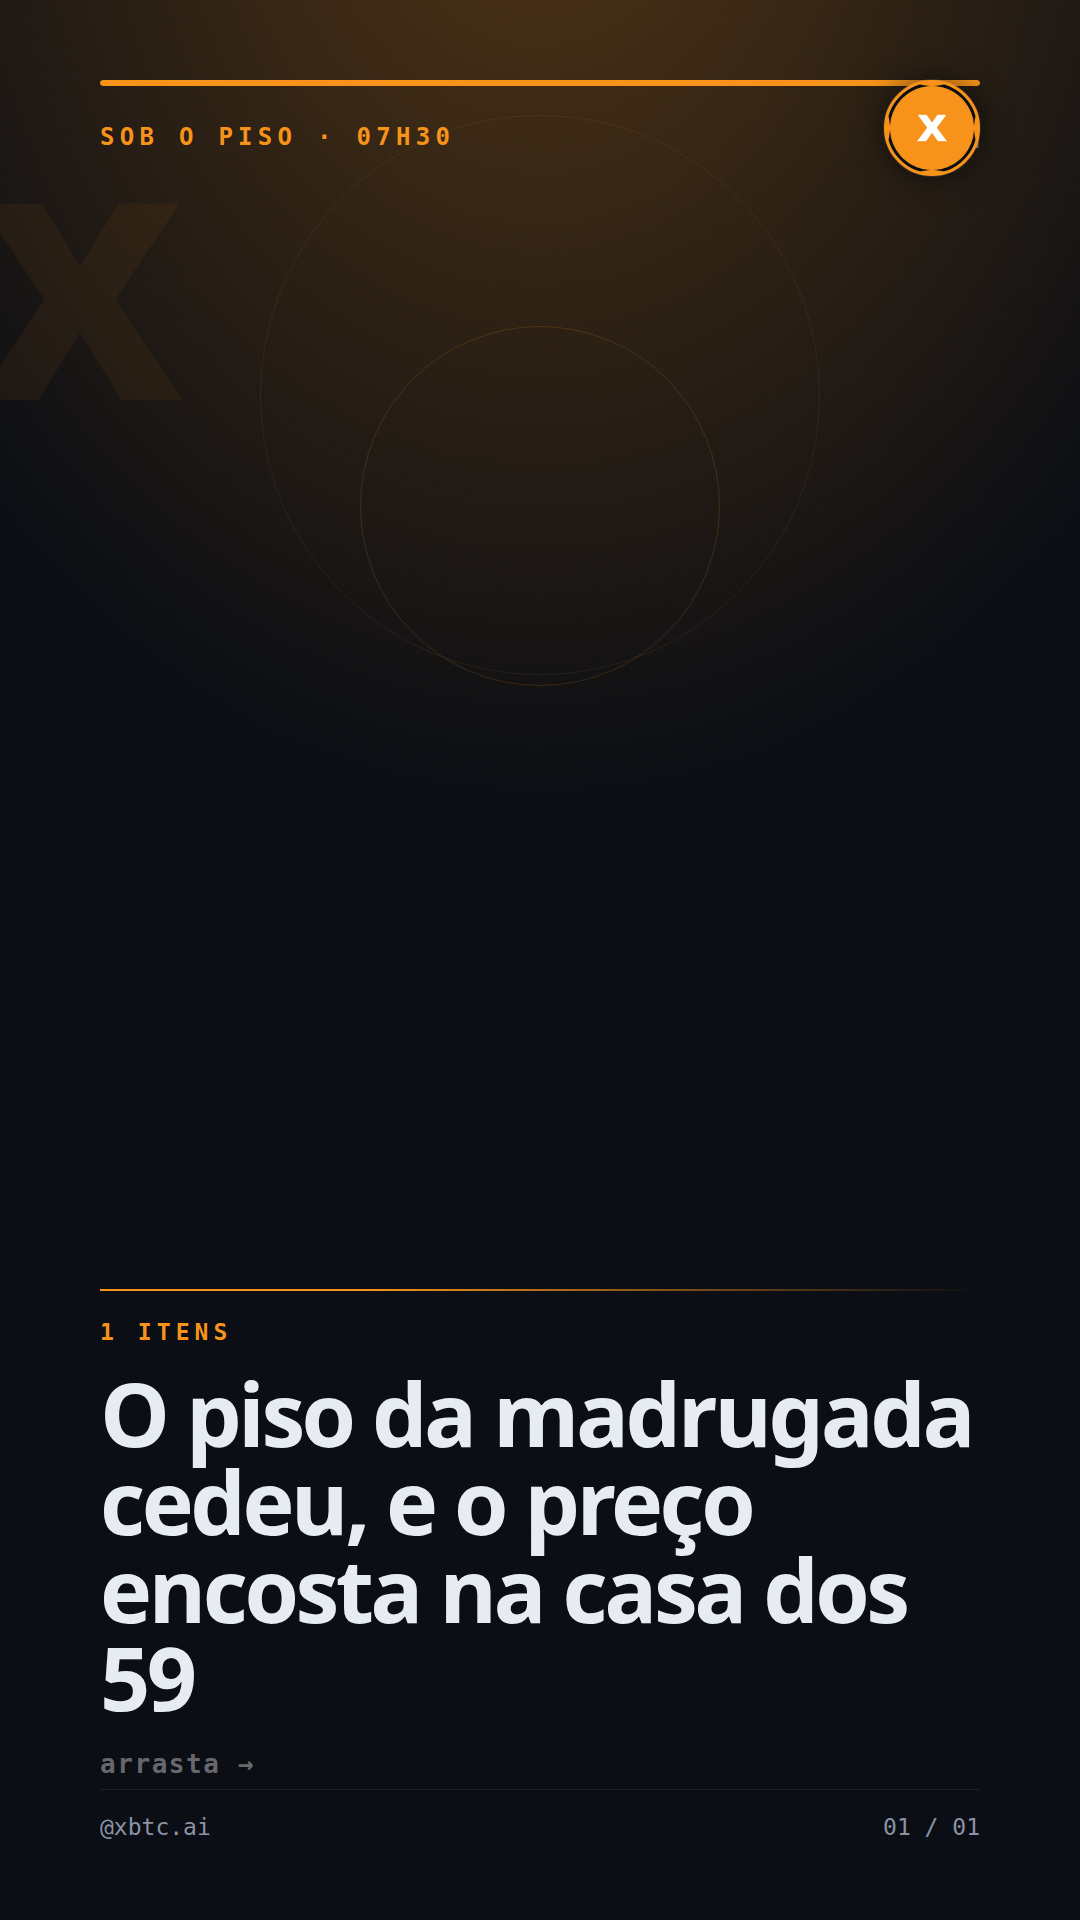 SOB O PISO · 07H30
x
x
1 ITENS
O piso da madrugada
cedeu, e o preço
encosta na casa dos
59
arrasta →
@xbtc.ai
01 / 01